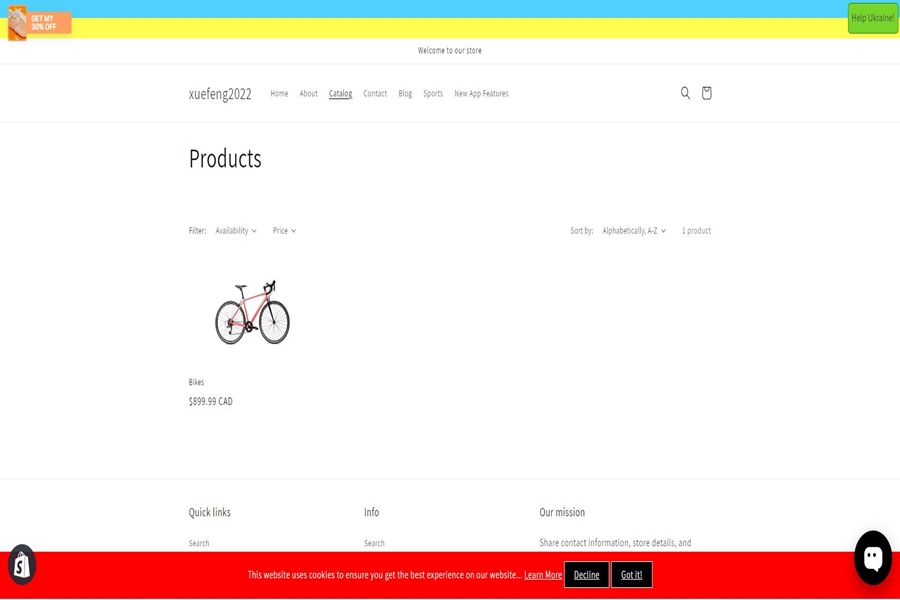 GET MY
30% OFF
Help Ukraine!
Welcome to our store
xuefeng2022
Home About Catalog Contact Blog Sports New App Features
Products
Filter: Availability Price
Sort by: Alphabetically, A-Z 1 product
Bikes
$899.99 CAD
Quick links
Info
Our mission
Search
Search
Share contact information, store details, and
This website uses cookies to ensure you get the best experience on our website... Learn More Decline Got it!